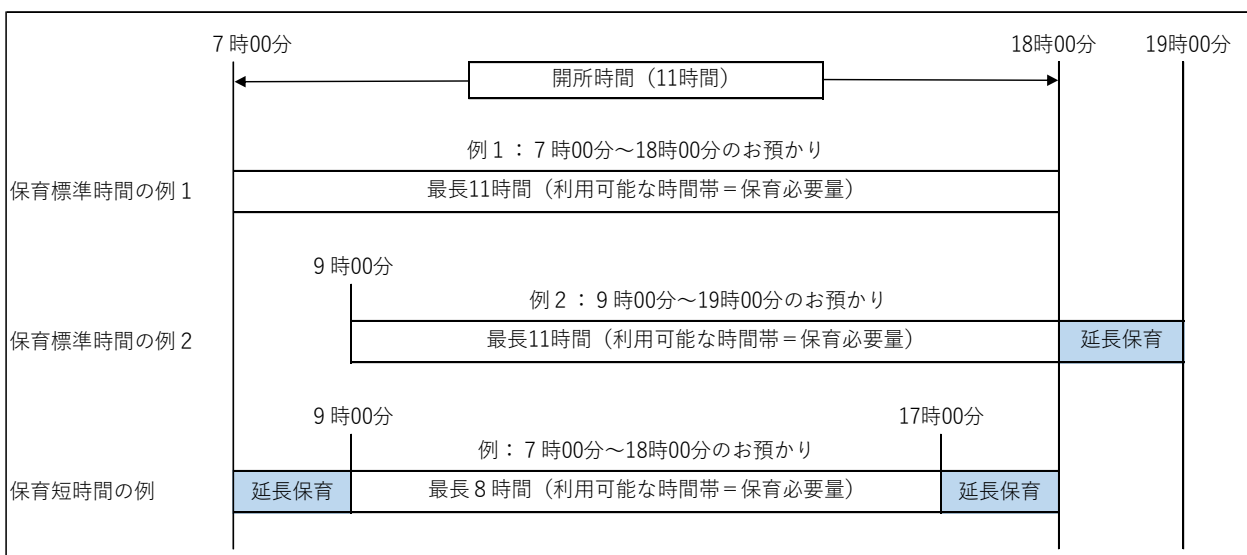 ７時00分
18時00分
19時00分
開所時間（11時間）
例１：７時00分～18時00分のお預かり
保育標準時間の例１
最長11時間（利用可能な時間帯＝保育必要量）
９時00分
例２：９時00分～19時00分のお預かり
保育標準時間の例２
最長11時間（利用可能な時間帯＝保育必要量）
延長保育
９時00分
17時00分
例：７時00分～18時00分のお預かり
保育短時間の例
延長保育
最長８時間（利用可能な時間帯＝保育必要量）
延長保育